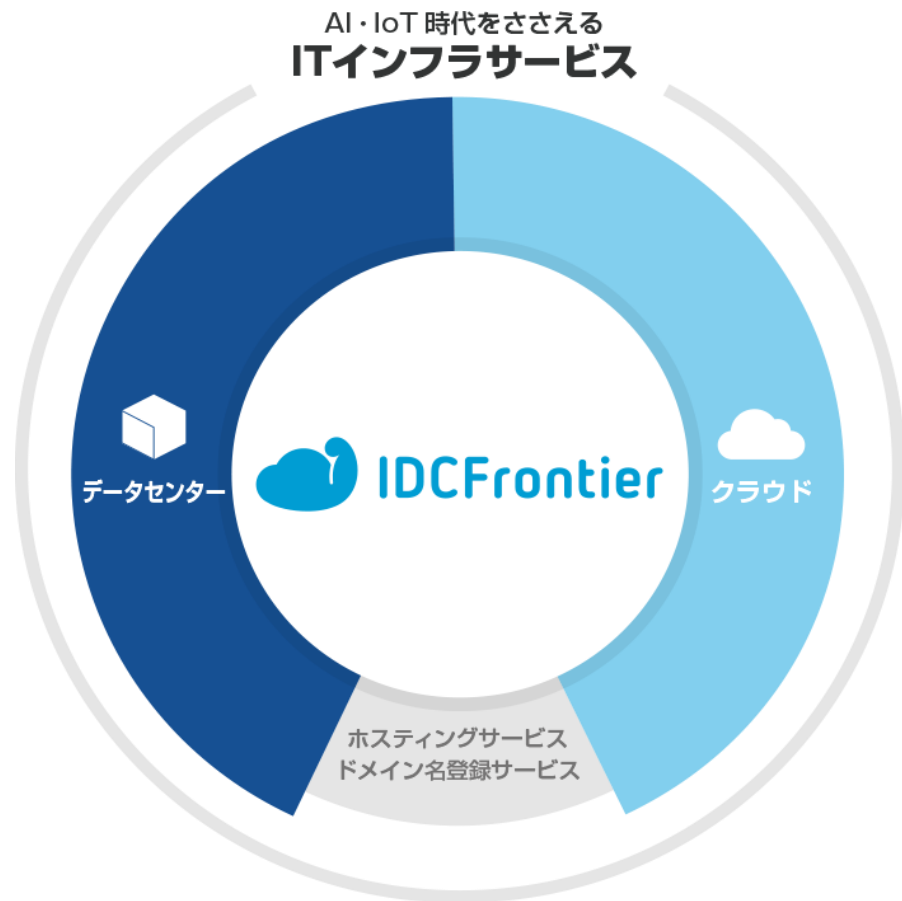 AI・IoT 時代をささえる
ITインフラサービス
データセンター
IDCFrontier
クラウド
ホスティングサービス
ドメイン名登録サービス